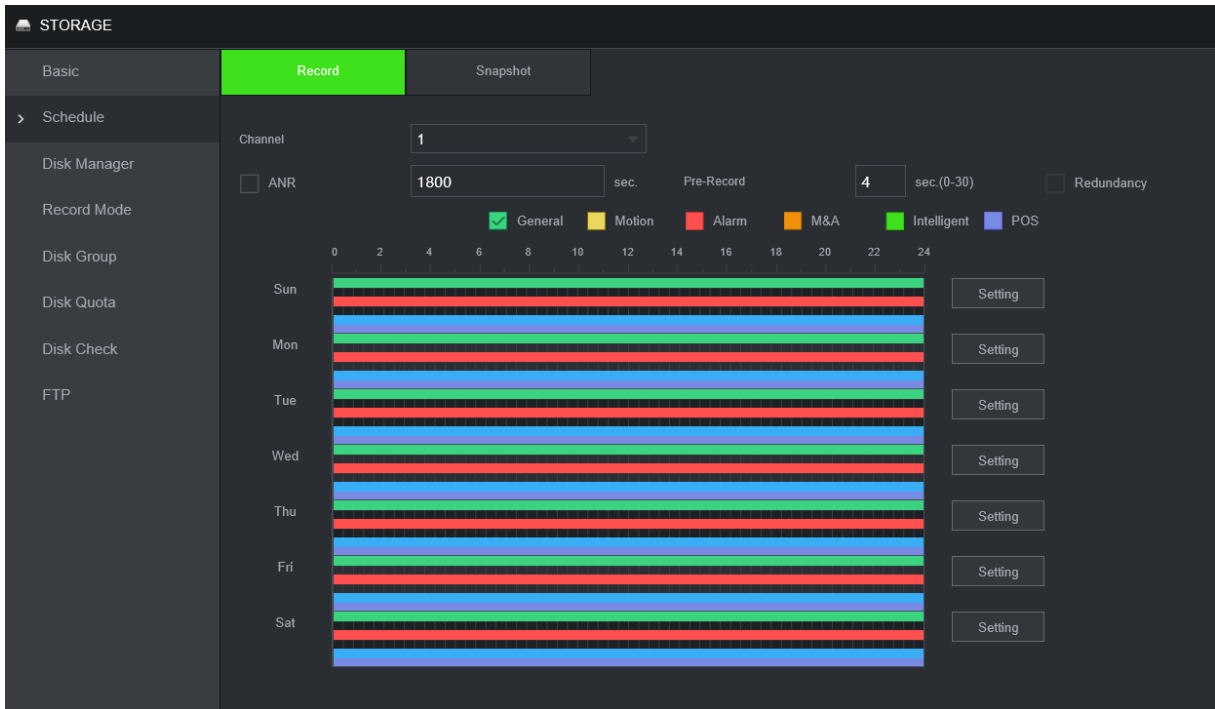 STORAGE
Basic
Record
Snapshot
Schedule
Channel
1
Disk Manager
ANR
1800
sec.
Pre-Record
4
sec.(0-30)
Redundancy
Record Mode
General
Motion
Alarm
M&A
Intelligent
POS
Disk Group
0 2 4 6 8 10 12 14 16 18 20 22 24
Sun
Setting
Disk Quota
Mon
Setting
Disk Check
FTP
Tue
Setting
Wed
Setting
Thu
Setting
Fri
Setting
Sat
Setting